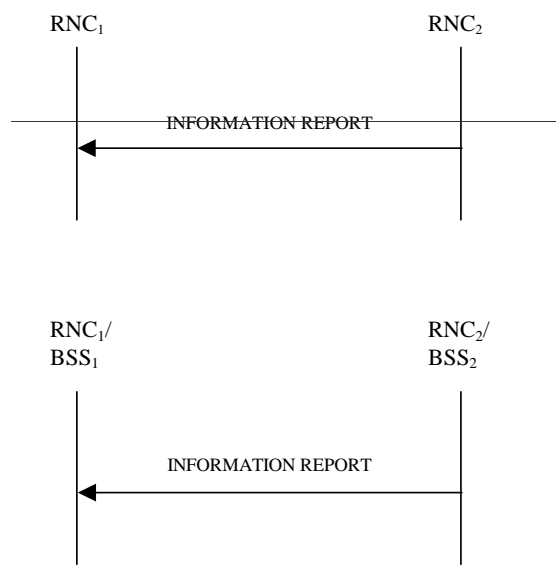 RNC₁ RNC₂
INFORMATION REPORT
RNC₁/ RNC₂/
BSS₁ BSS₂
INFORMATION REPORT